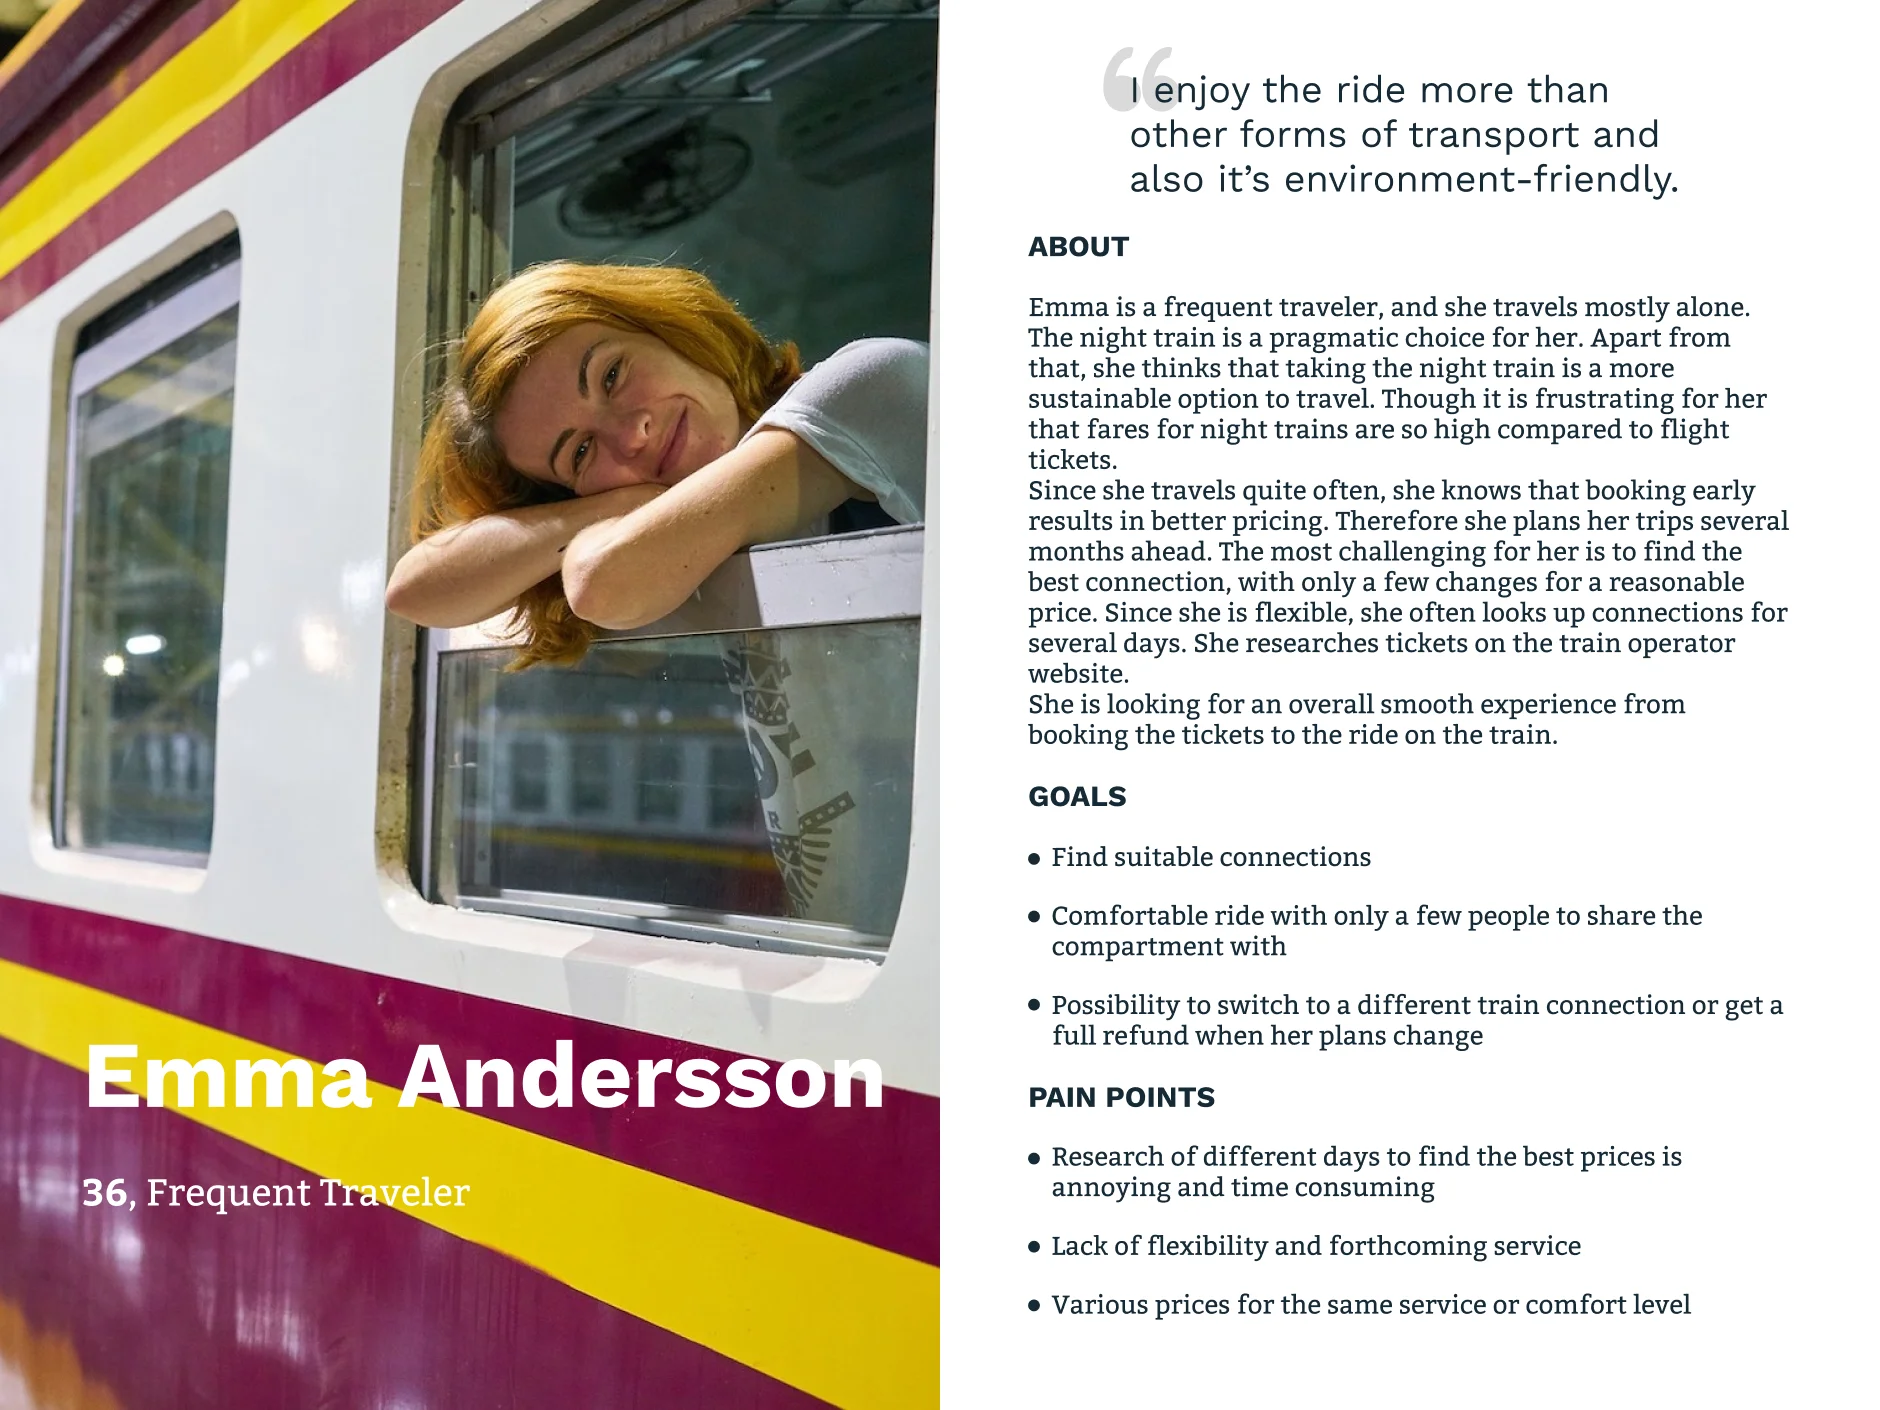 I enjoy the ride more than
other forms of transport and
also it’s environment-friendly.
ABOUT
Emma is a frequent traveler, and she travels mostly alone.
The night train is a pragmatic choice for her. Apart from
that, she thinks that taking the night train is a more
sustainable option to travel. Though it is frustrating for her
that fares for night trains are so high compared to flight
tickets.
Since she travels quite often, she knows that booking early
results in better pricing. Therefore she plans her trips several
months ahead. The most challenging for her is to find the
best connection, with only a few changes for a reasonable
price. Since she is flexible, she often looks up connections for
several days. She researches tickets on the train operator
website.
She is looking for an overall smooth experience from
booking the tickets to the ride on the train.
GOALS
• Find suitable connections
• Comfortable ride with only a few people to share the
compartment with
• Possibility to switch to a different train connection or get a
full refund when her plans change
PAIN POINTS
• Research of different days to find the best prices is
annoying and time consuming
• Lack of flexibility and forthcoming service
• Various prices for the same service or comfort level
Emma Andersson
36, Frequent Traveler